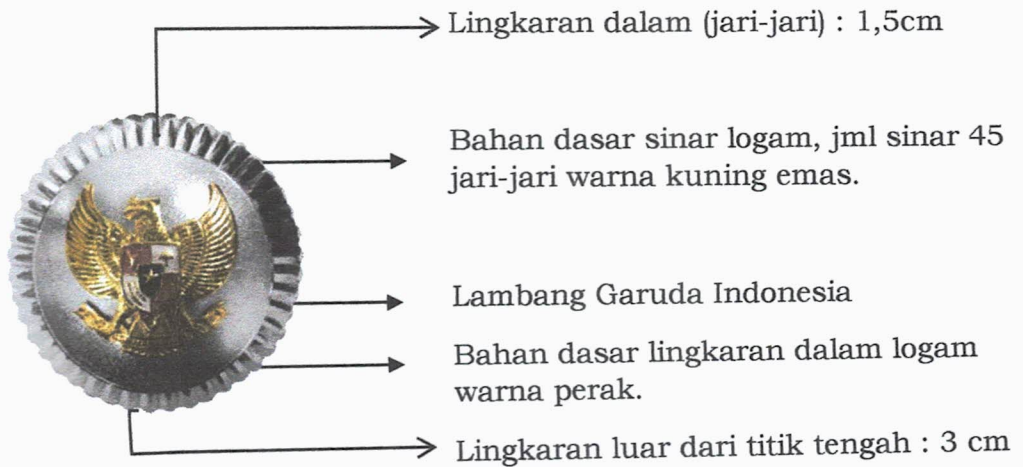 Lingkaran dalam (jari-jari) : 1,5cm
Bahan dasar sinar logam, jml sinar 45
jari-jari warna kuning emas.
Lambang Garuda Indonesia
Bahan dasar lingkaran dalam logam
warna perak.
Lingkaran luar dari titik tengah : 3 cm